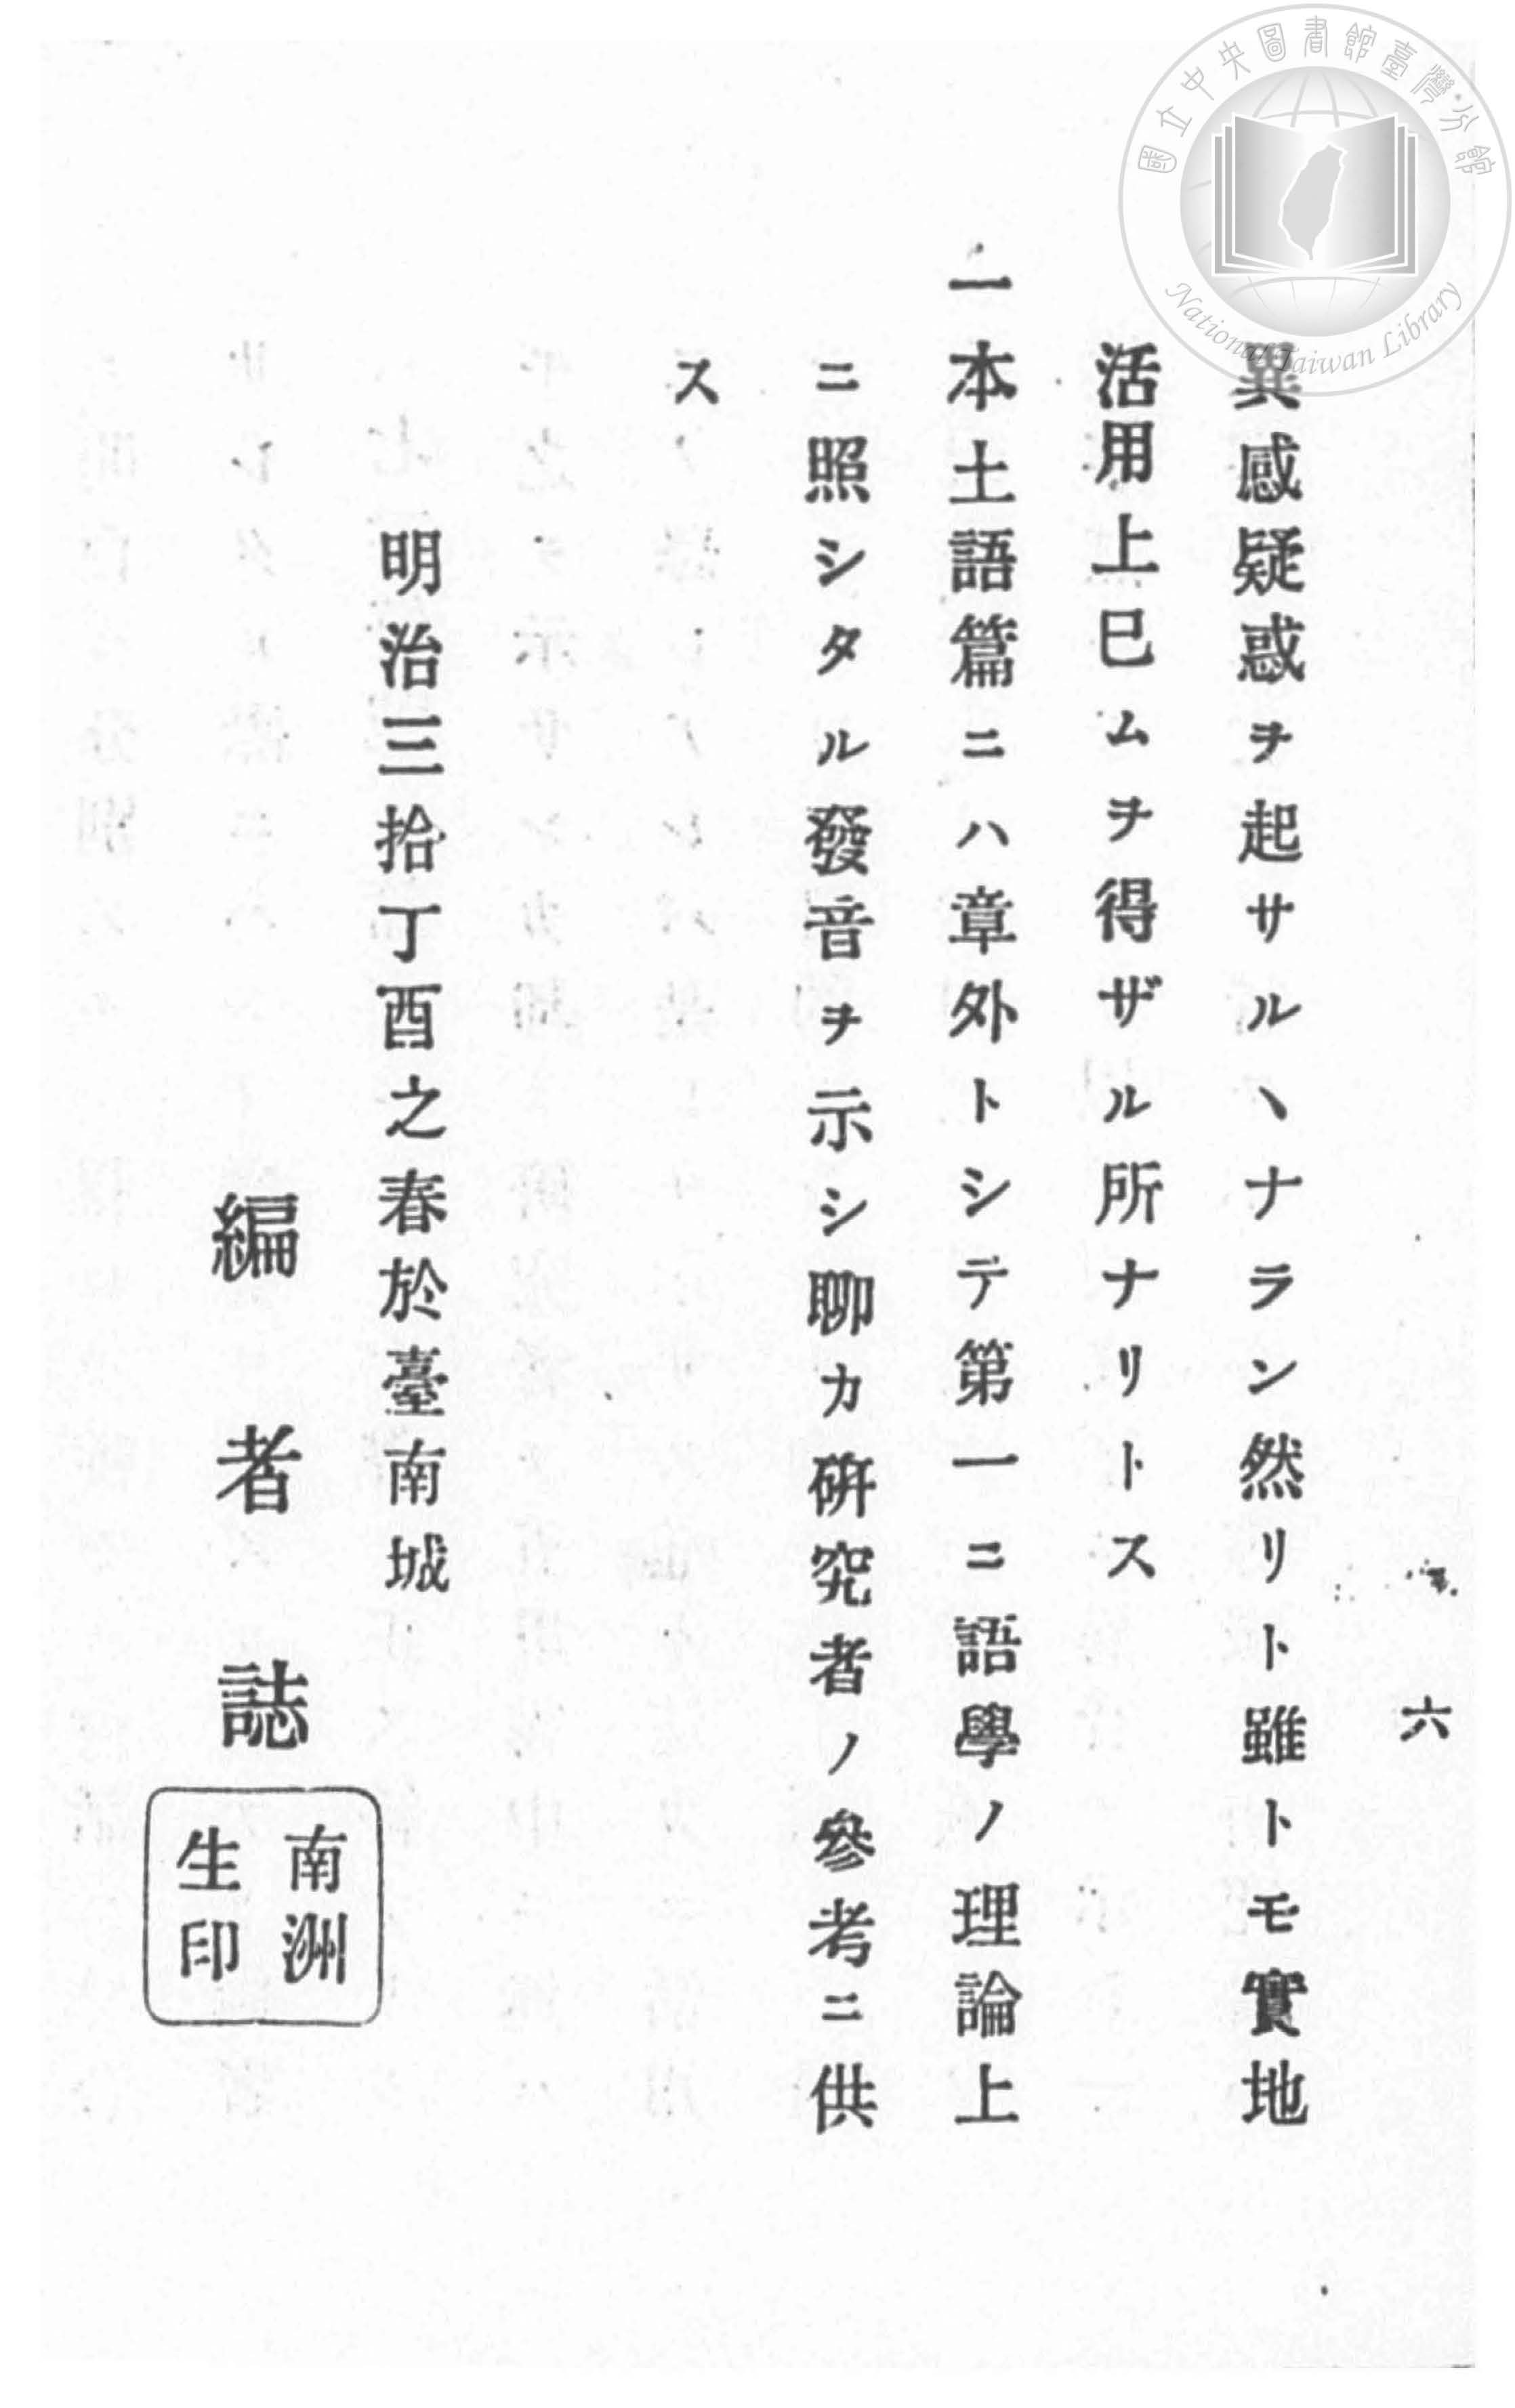 國立中央圖書館臺灣分館
National Taiwan Library
六
異感疑惑ヲ起サルヽナラン然リト雖トモ實地
活用上巳ムヲ得ザル所ナリトス
一本土語篇ニハ章外トシテ第一ニ語學ノ理論上
ニ照シタル發音ヲ示シ聊カ硏究者ノ參考ニ供
ス
明治三拾丁酉之春於臺南城
編者誌
南洲
生印